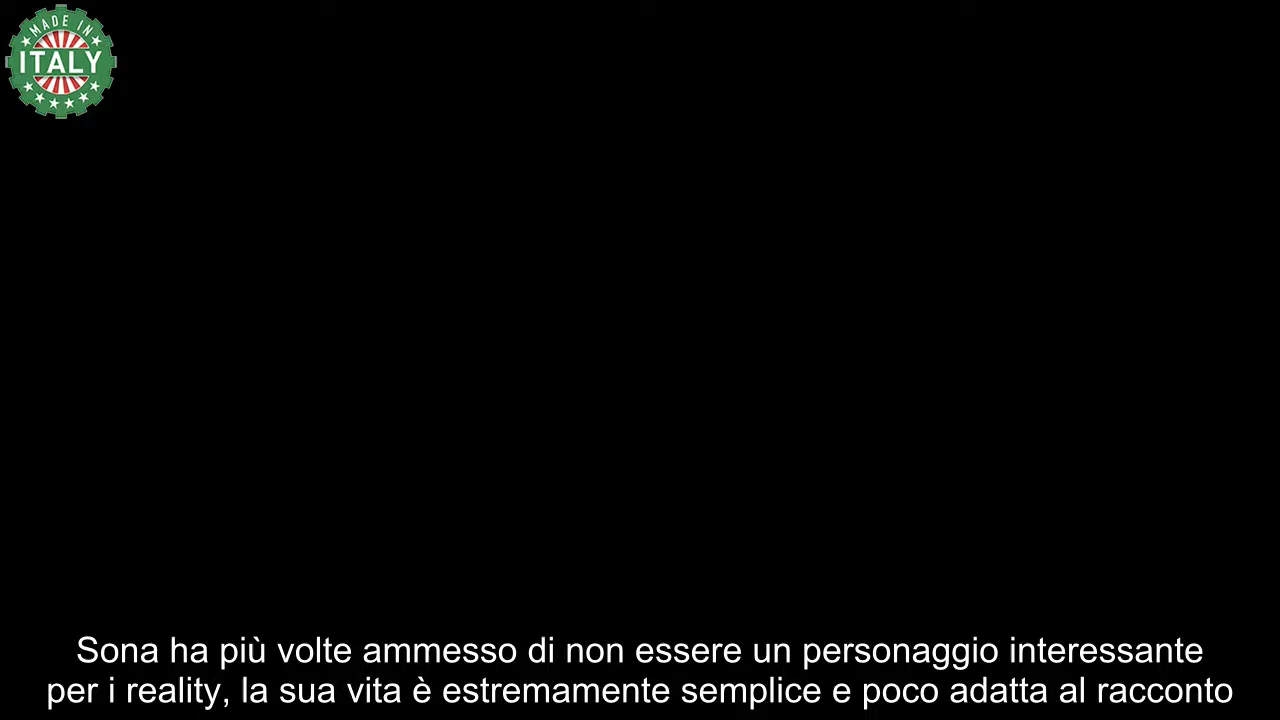 MADE IN
ITALY
Sona ha più volte ammesso di non essere un personaggio interessante
per i reality, la sua vita è estremamente semplice e poco adatta al racconto